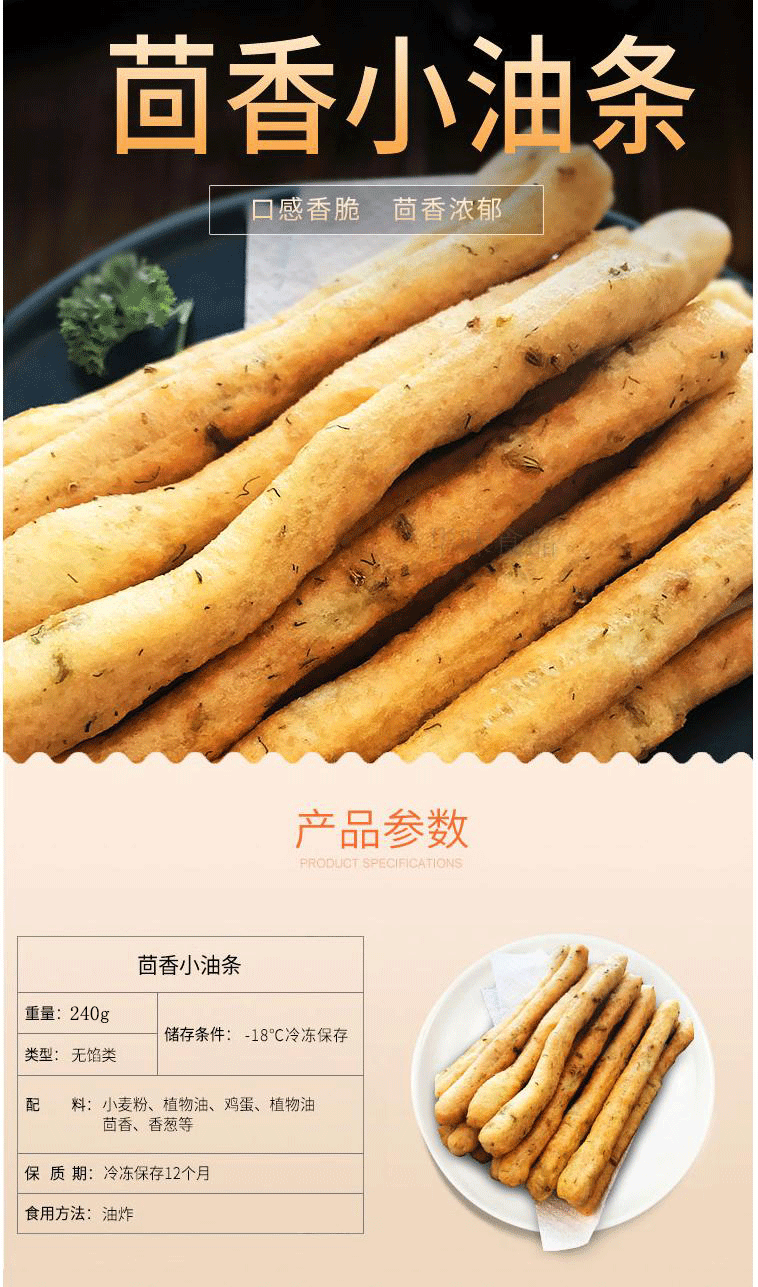 茴香小油条
口感香脆 茴香浓郁
产品参数
PRODUCT SPECIFICATIONS
茴香小油条
重量：240g
储存条件： -18℃冷冻保存
类型： 无馅类
配 料： 小麦粉、植物油、鸡蛋、植物油
茴香、香葱等
保 质 期： 冷冻保存12个月
食用方法： 油炸